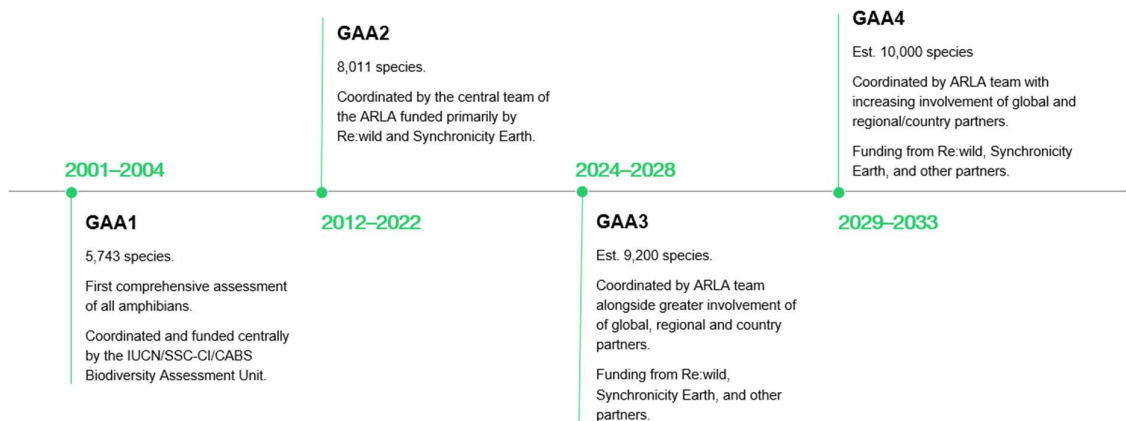 2001–2004
GAA1
5,743 species.
First comprehensive assessment
of all amphibians.
Coordinated and funded centrally
by the IUCN/SSC-CI/CABS
Biodiversity Assessment Unit.
GAA2
8,011 species.
Coordinated by the central team of
the ARLA funded primarily by
Re:wild and Synchronicity Earth.
2012–2022
2024–2028
GAA3
Est. 9,200 species.
Coordinated by ARLA team
alongside greater involvement of
of global, regional and country
partners.
Funding from Re:wild,
Synchronicity Earth, and other
partners.
GAA4
Est. 10,000 species
Coordinated by ARLA team with
increasing involvement of global and
regional/country partners.
Funding from Re:wild, Synchronicity
Earth, and other partners.
2029–2033